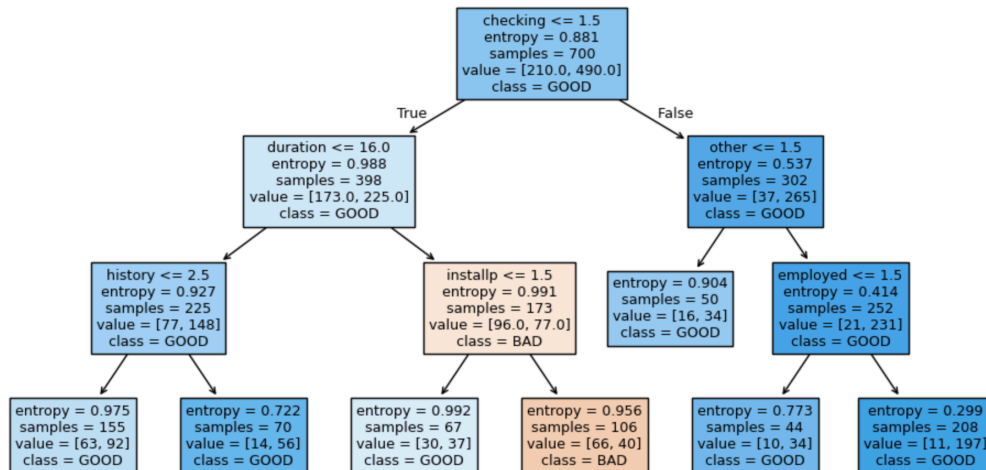 checking <= 1.5
entropy = 0.881
samples = 700
value = [210.0, 490.0]
class = GOOD
True
False
duration <= 16.0
entropy = 0.988
samples = 398
value = [173.0, 225.0]
class = GOOD
other <= 1.5
entropy = 0.537
samples = 302
value = [37, 265]
class = GOOD
history <= 2.5
entropy = 0.927
samples = 225
value = [77, 148]
class = GOOD
installp <= 1.5
entropy = 0.991
samples = 173
value = [96.0, 77.0]
class = BAD
entropy = 0.904
samples = 50
value = [16, 34]
class = GOOD
employed <= 1.5
entropy = 0.414
samples = 252
value = [21, 231]
class = GOOD
entropy = 0.975
samples = 155
value = [63, 92]
class = GOOD
entropy = 0.722
samples = 70
value = [14, 56]
class = GOOD
entropy = 0.992
samples = 67
value = [30, 37]
class = GOOD
entropy = 0.956
samples = 106
value = [66, 40]
class = BAD
entropy = 0.773
samples = 44
value = [10, 34]
class = GOOD
entropy = 0.299
samples = 208
value = [11, 197]
class = GOOD